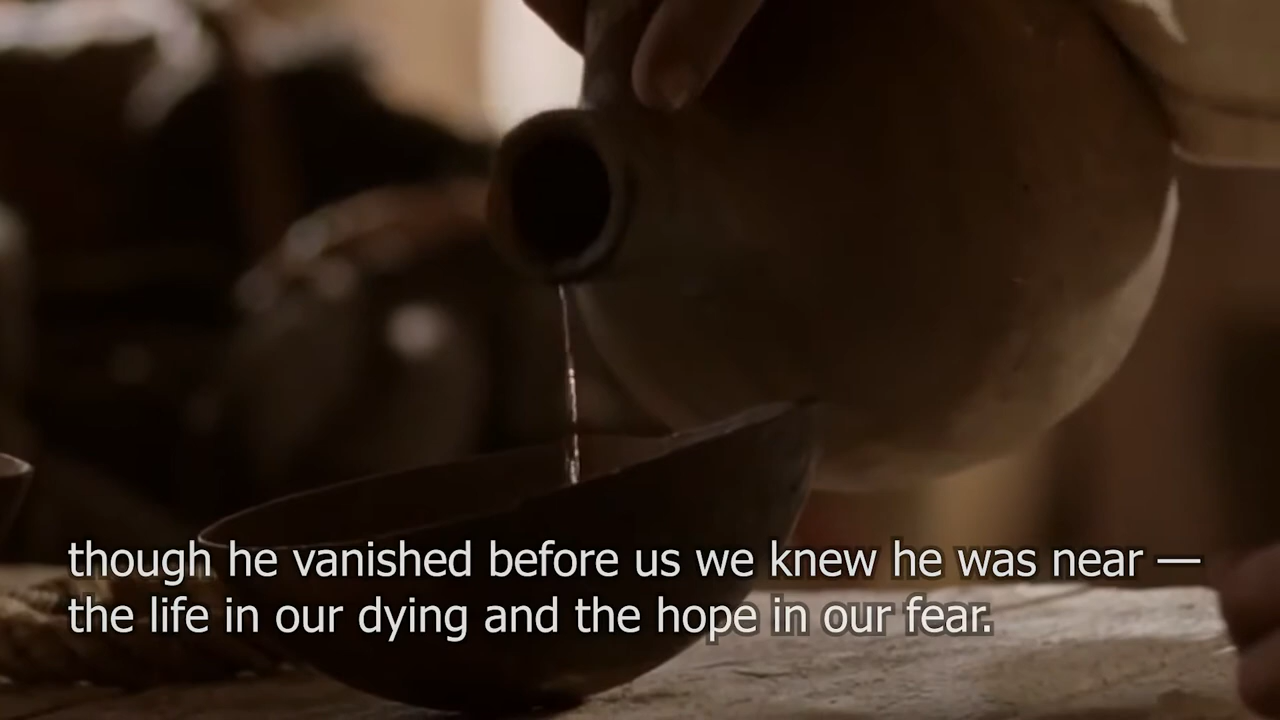 though he vanished before us we knew he was near —
the life in our dying and the hope in our fear.